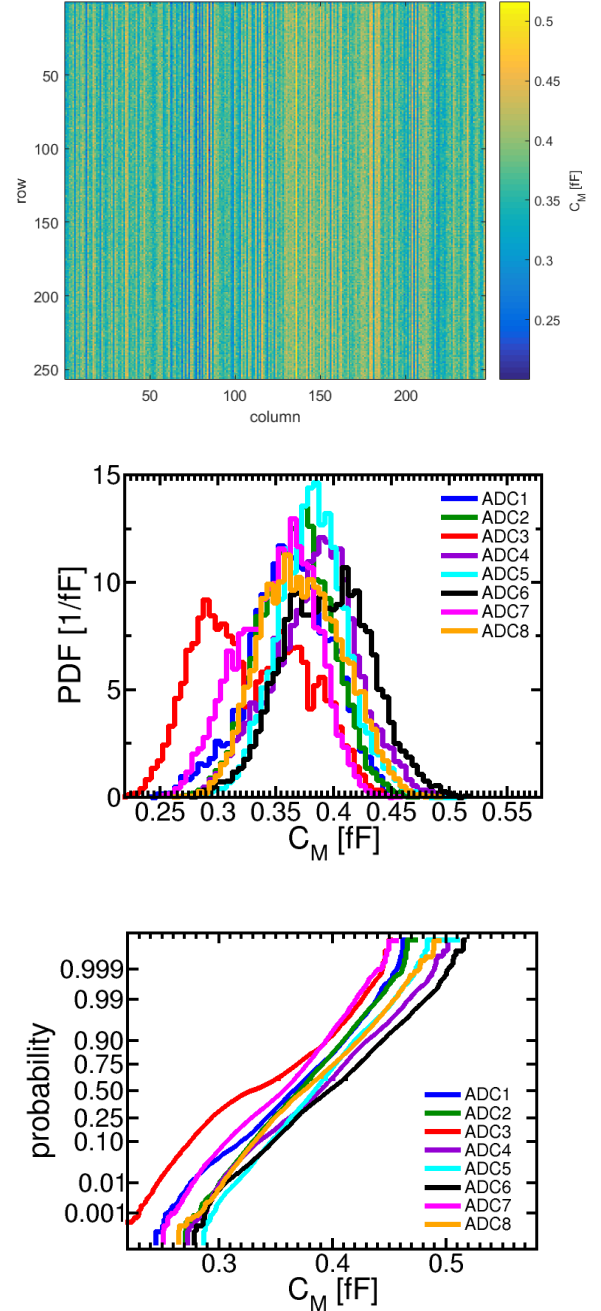 50
100
150
200
250
row
50
100
150
200
column
0.5
0.45
0.4
0.35
0.3
0.25
C_M [fF]
15
10
5
0
PDF [1/fF]
0.25
0.3
0.35
0.4
0.45
0.5
0.55
C_M [fF]
ADC1
ADC2
ADC3
ADC4
ADC5
ADC6
ADC7
ADC8
0.999
0.99
0.90
0.75
0.50
0.25
0.10
0.01
0.001
probability
0.3
0.4
0.5
C_M [fF]
ADC1
ADC2
ADC3
ADC4
ADC5
ADC6
ADC7
ADC8